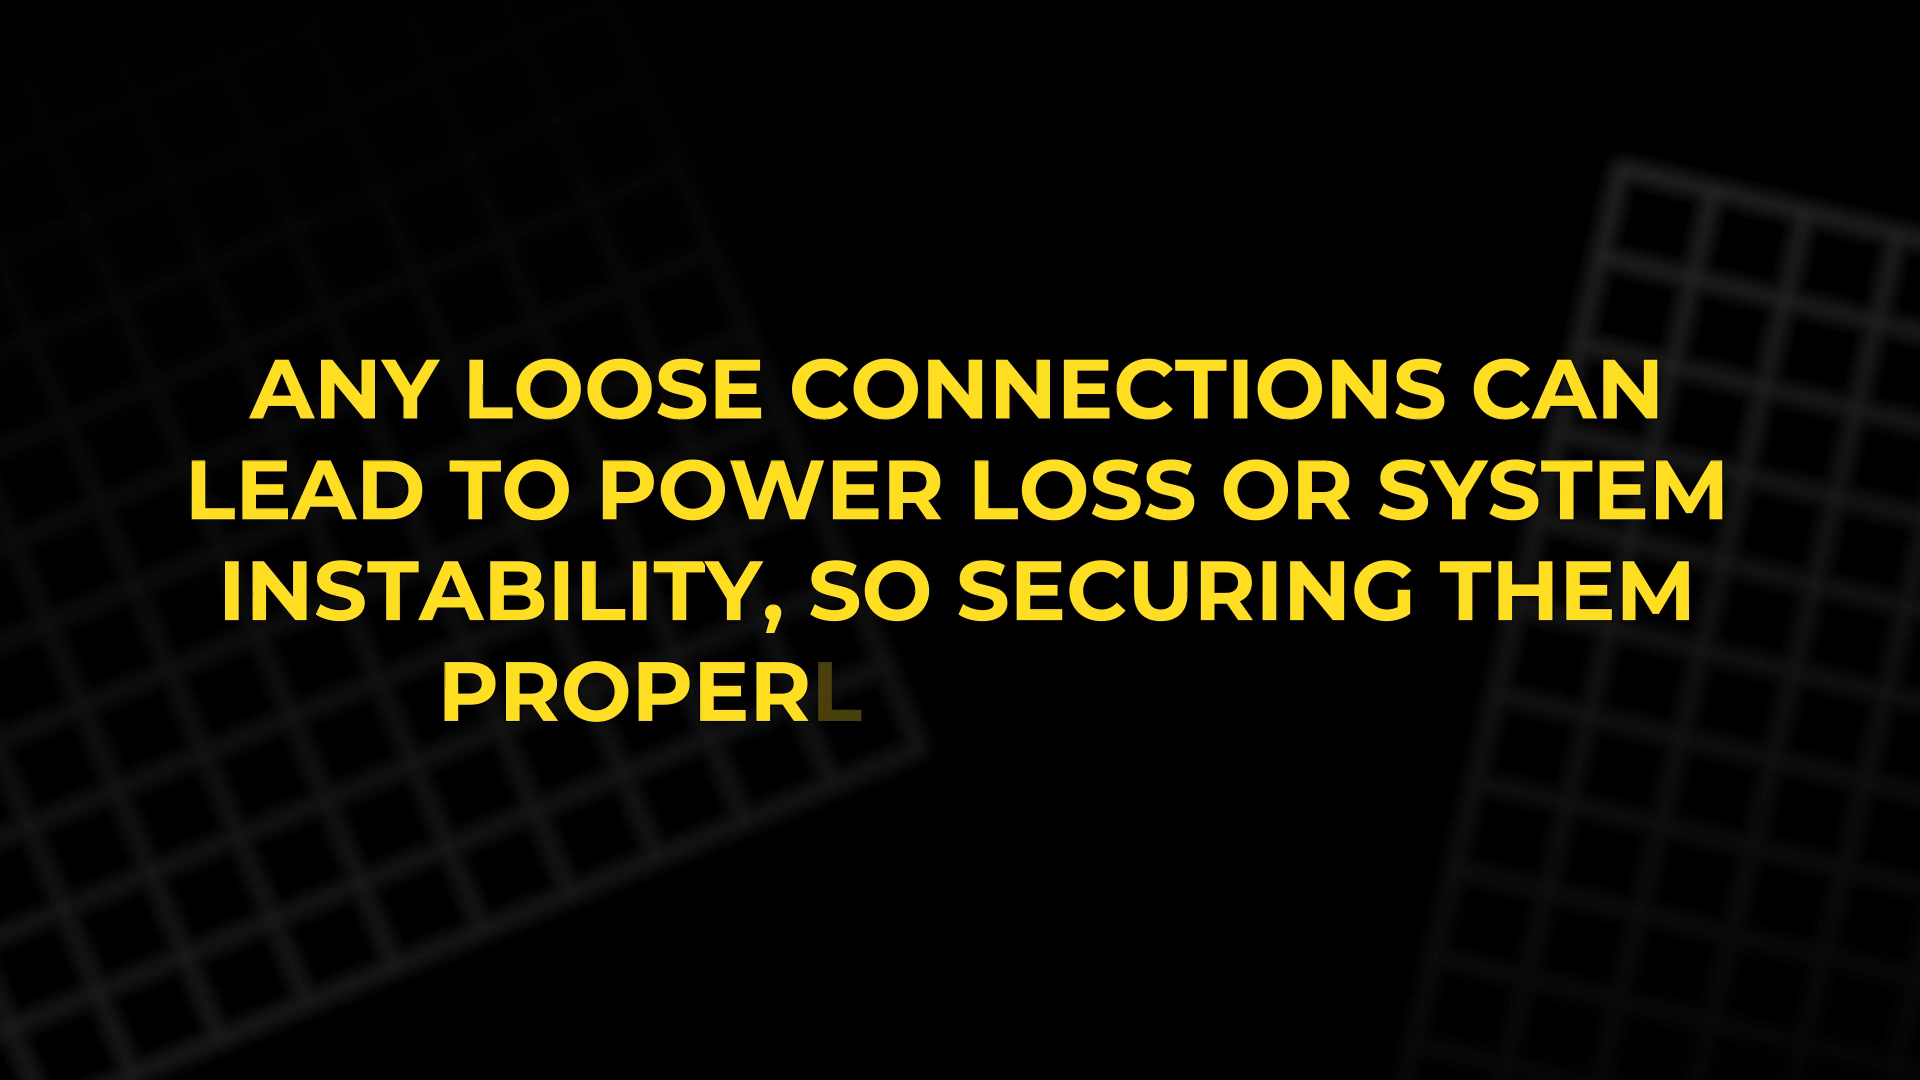 ANY LOOSE CONNECTIONS CAN
LEAD TO POWER LOSS OR SYSTEM
INSTABILITY, SO SECURING THEM
PROPERL